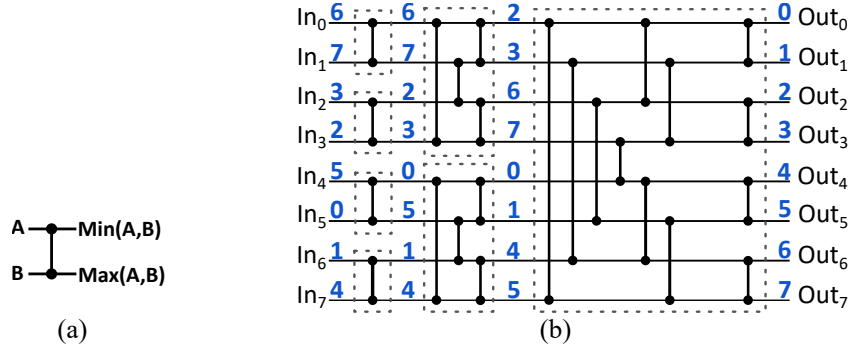 In0 6 6 2 0 Out0
In1 7 7 3 1 Out1
In2 3 2 6 2 Out2
In3 2 3 7 3 Out3
In4 5 0 0 4 Out4
In5 0 5 1 5 Out5
In6 1 1 4 6 Out6
In7 4 4 5 7 Out7
A Min(A,B)
B Max(A,B)
(a) (b)